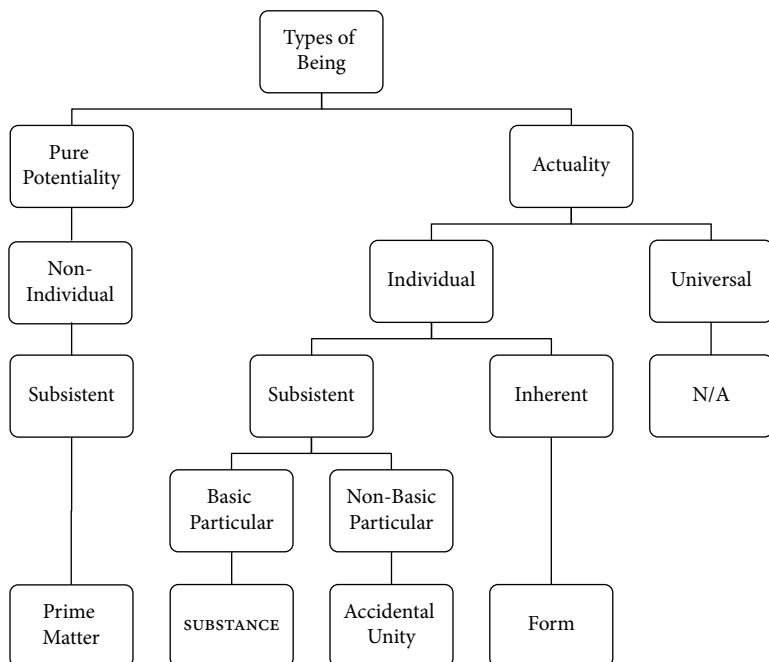 Types of
Being
Pure
Potentiality
Actuality
Non-
Individual
Individual
Universal
Subsistent
Subsistent
Inherent
N/A
Basic
Particular
Non-Basic
Particular
Prime
Matter
SUBSTANCE
Accidental
Unity
Form